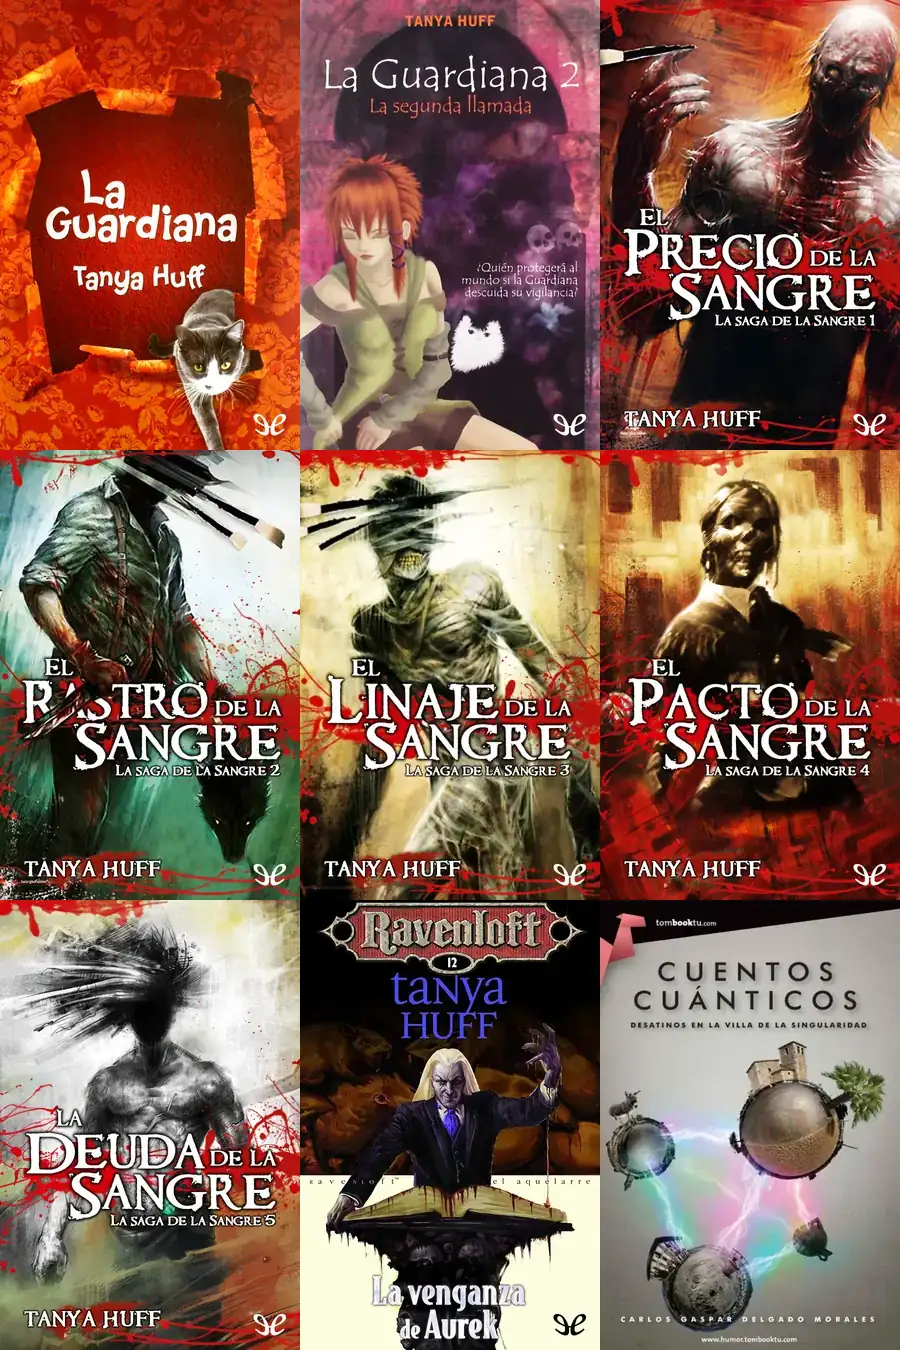 La
Guardiana
Tanya Huff
TANYA HUFF
La Guardiana 2
La segunda llamada
¿Quién protegerá al
mundo si la Guardiana
descuida su vigilancia?
EL
PRECIO DE LA
SANGRE
LA SAGA DE LA SANGRE 1
TANYA HUFF
EL
RASTRO DE LA
SANGRE
LA SAGA DE LA SANGRE 2
TANYA HUFF
EL
LINAJE DE LA
SANGRE
LA SAGA DE LA SANGRE 3
TANYA HUFF
EL
PACTO DE LA
SANGRE
LA SAGA DE LA SANGRE 4
TANYA HUFF
LA
DEUDA DE LA
SANGRE
LA SAGA DE LA SANGRE 5
TANYA HUFF
Ravenloft
12
taNya
HUFF
ravenloft el aquelarre
La venganza
de Aurek
tombooktu.com
CUENTOS
CUÁNTICOS
DESATINOS EN LA VILLA DE LA SINGULARIDAD
CARLOS GASPAR DELGADO MORALES
www.humor.tombooktu.com